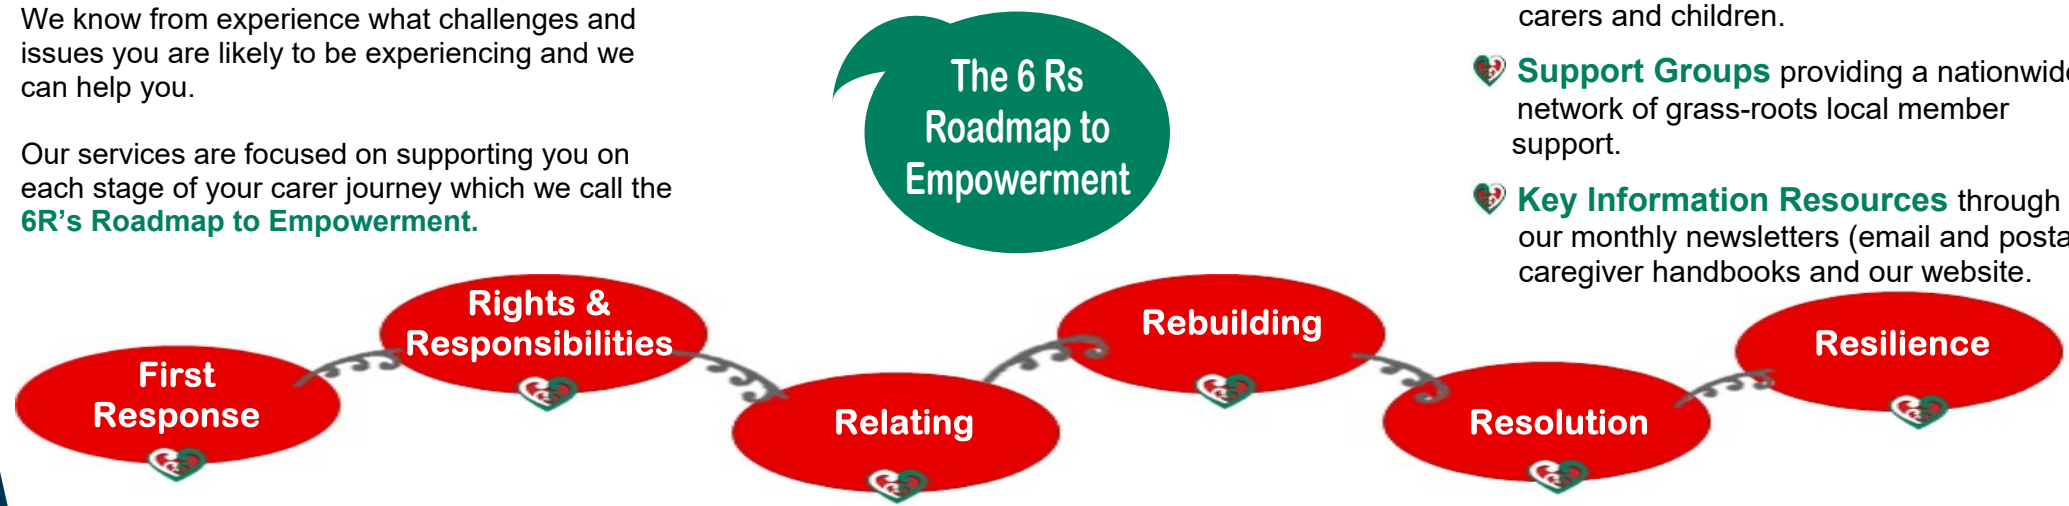 We know from experience what challenges and
issues you are likely to be experiencing and we
can help you.
Our services are focused on supporting you on
each stage of your carer journey which we call the
6R’s Roadmap to Empowerment.
The 6 Rs
Roadmap to
Empowerment
carers and children.
Support Groups providing a nationwide
network of grass-roots local member
support.
Key Information Resources through
our monthly newsletters (email and posta
caregiver handbooks and our website.
First
Response
Rights &
Responsibilities
Relating
Rebuilding
Resolution
Resilience